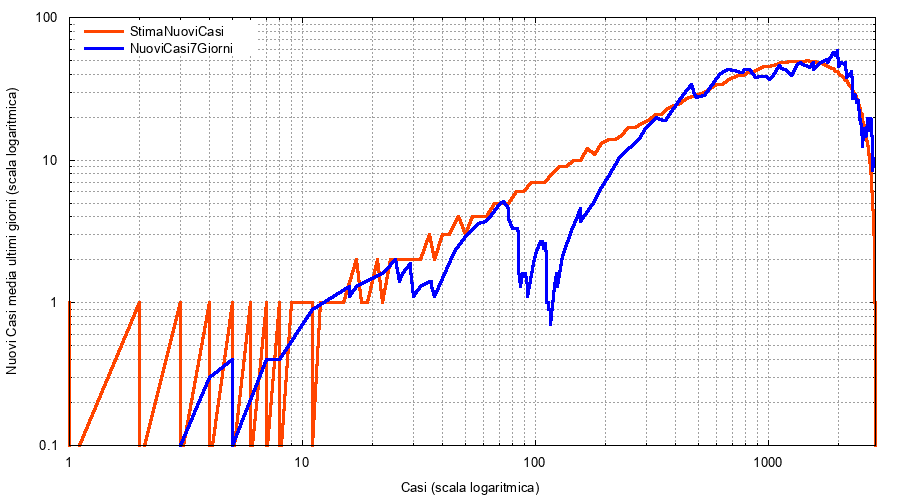 100
StimaNuoviCasi
NuoviCasi7Giorni
10
1
0.1
Nuovi Casi media ultimi giorni (scala logaritmica)
1
10
100
1000
Casi (scala logaritmica)